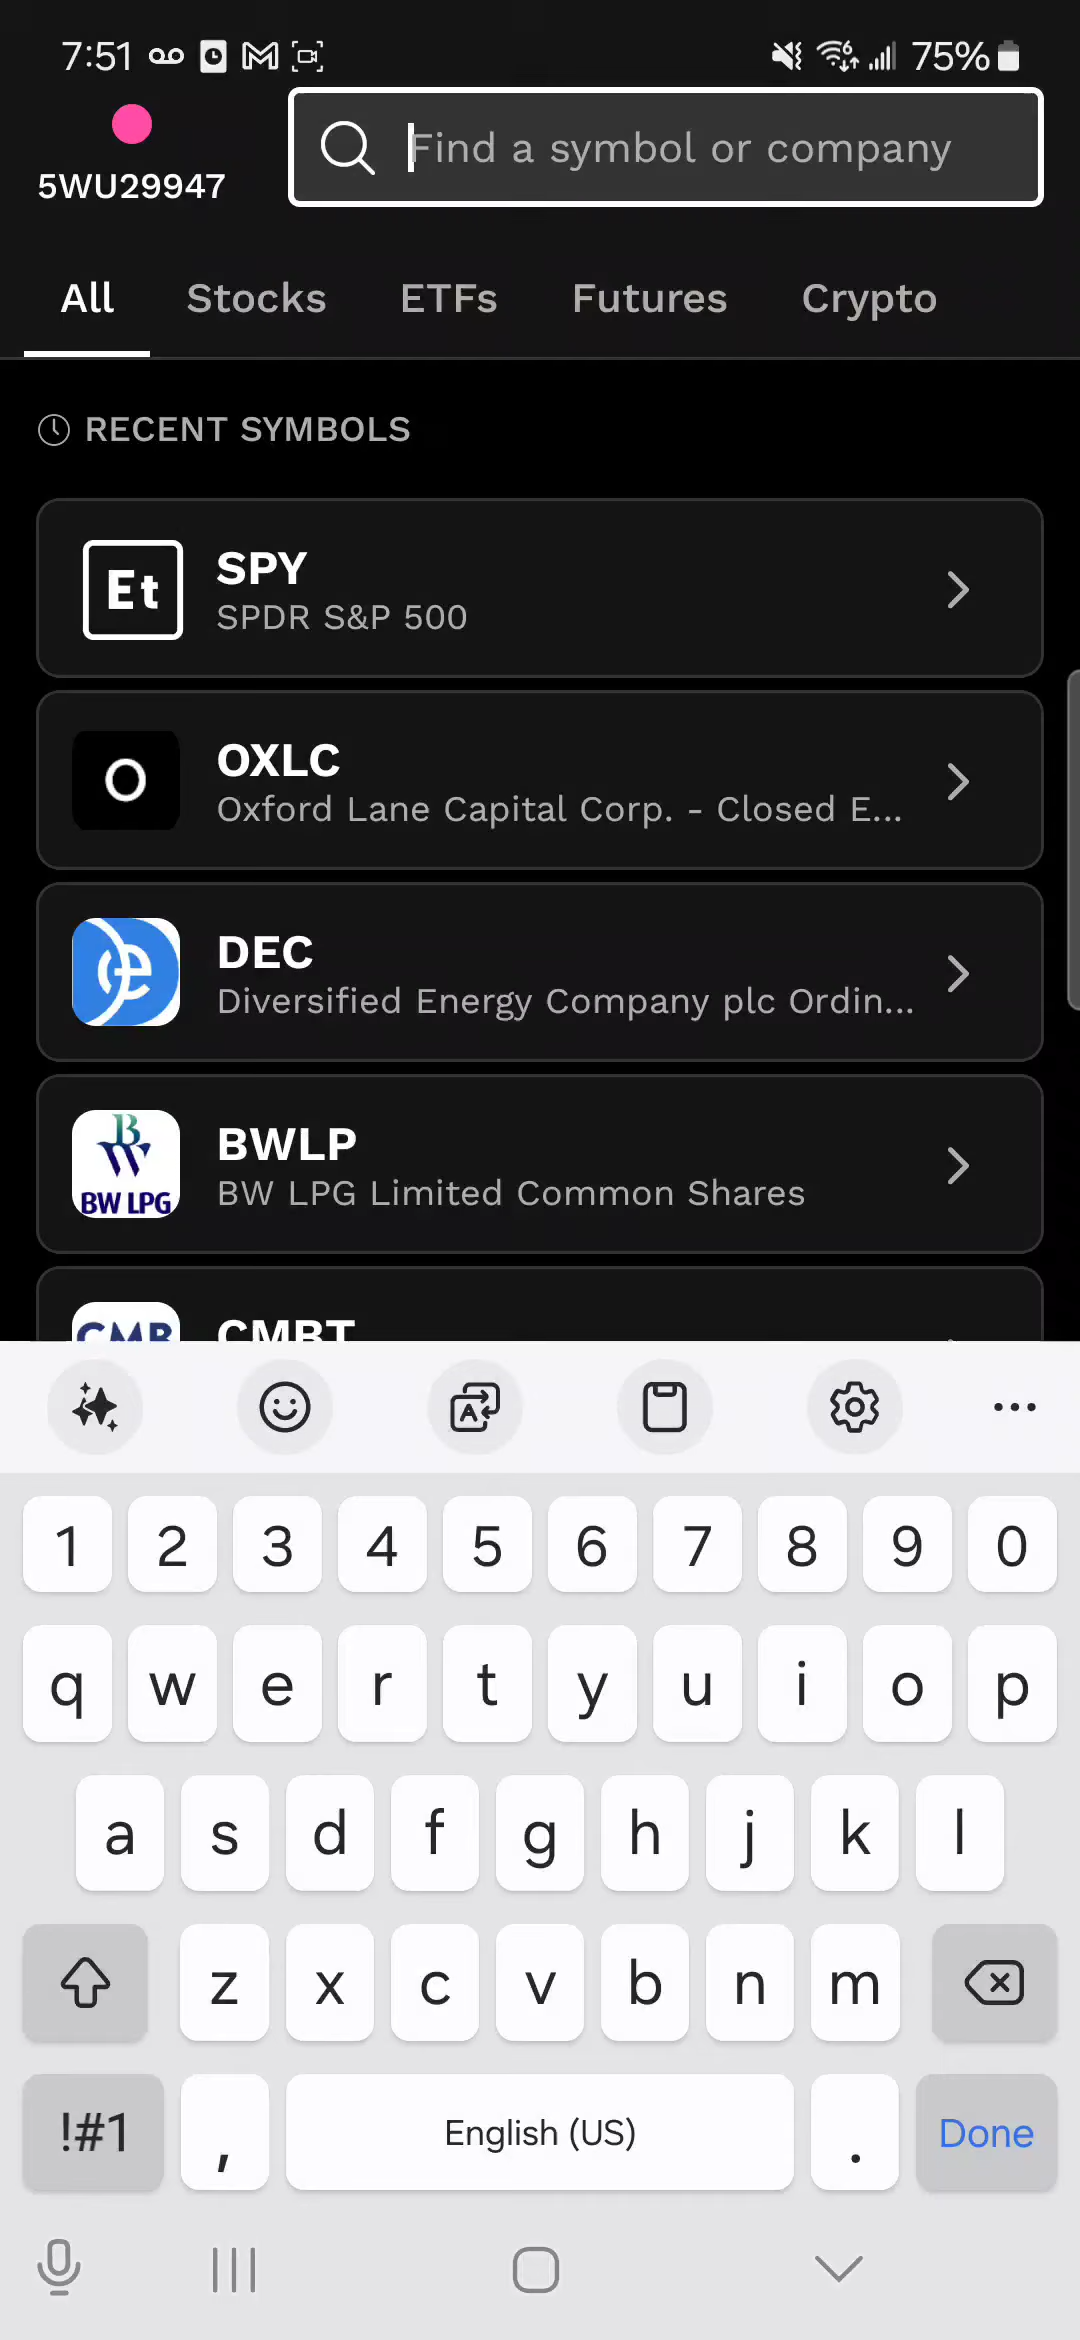 7:51 75%
5WU29947
Find a symbol or company
All Stocks ETFs Futures Crypto
RECENT SYMBOLS
Et
SPY
SPDR S&P 500
O
OXLC
Oxford Lane Capital Corp. - Closed E...
DEC
Diversified Energy Company plc Ordin...
BW LPG
BWLP
BW LPG Limited Common Shares
CMB
CMBT
1 2 3 4 5 6 7 8 9 0
q w e r t y u i o p
a s d f g h j k l
z x c v b n m
!#1 , English (US) . Done